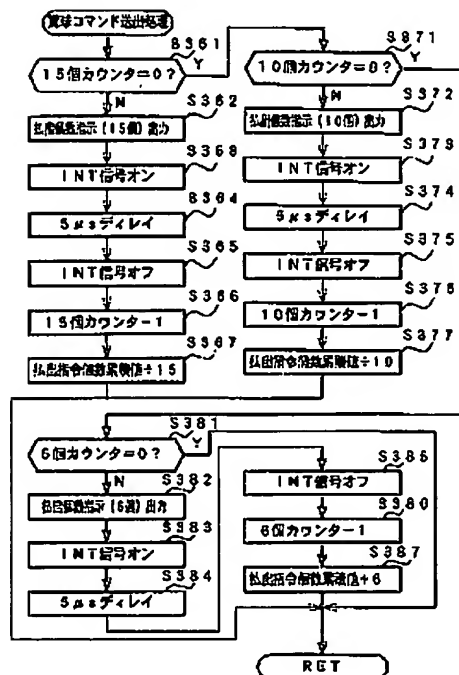 賞球コマンド送出処理
S361
15個カウンター=0?
Y
N
S362
払出個数指示(15個)出力
S363
INT信号オン
S364
5μsディレイ
S365
INT信号オフ
S366
15個カウンター-1
S367
払出指令個数累積値+15
S371
10個カウンター=0?
Y
N
S372
払出個数指示(10個)出力
S373
INT信号オン
S374
5μsディレイ
S375
INT信号オフ
S376
10個カウンター-1
S377
払出指令個数累積値+10
S381
6個カウンター=0?
Y
N
S382
払出個数指示(6個)出力
S383
INT信号オン
S384
5μsディレイ
S385
INT信号オフ
S386
6個カウンター-1
S387
払出指令個数累積値+6
RET